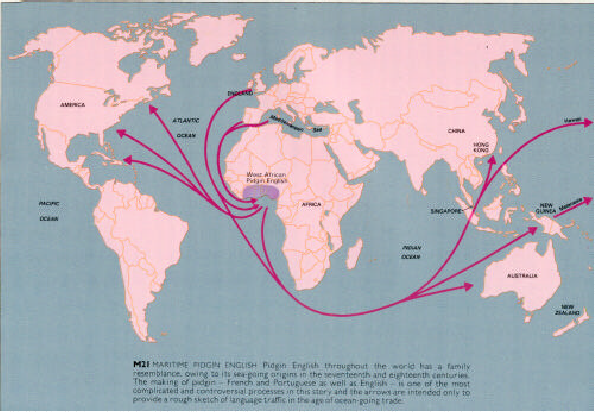 ENGLAND
AMERICA
ATLANTIC
OCEAN
Mediterranean Sea
CHINA
HONG
KONG
Hawaii
West African
Pidgin English
AFRICA
PACIFIC
OCEAN
SINGAPORE
NEW
GUINEA
Melanesia
INDIAN
OCEAN
AUSTRALIA
NEW
ZEALAND
M21 MARITIME PIDGIN ENGLISH Pidgin English throughout the world has a family
resemblance, owing to its sea-going origins in the seventeenth and eighteenth centuries.
The making of pidgin – French and Portuguese as well as English – is one of the most
complicated and controversial processes in this story and the arrows are intended only to
provide a rough sketch of language traffic in the age of ocean-going trade.